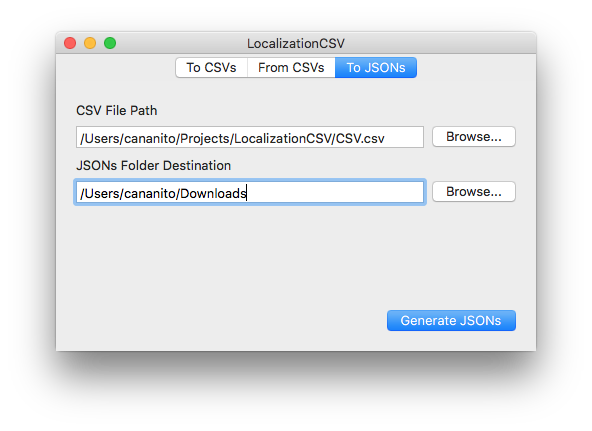 LocalizationCSV
To CSVs From CSVs To JSONs
CSV File Path
/Users/cananito/Projects/LocalizationCSV/CSV.csv Browse...
JSONs Folder Destination
/Users/cananito/Downloads Browse...
Generate JSONs